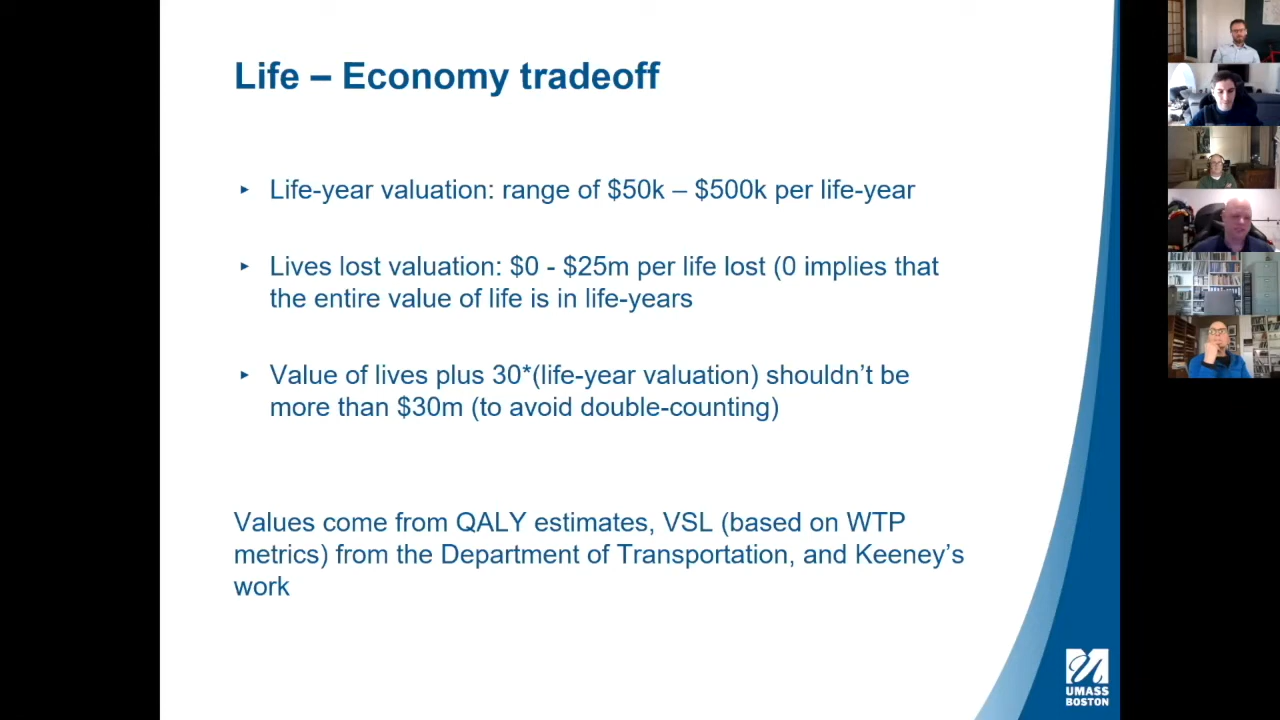 Life – Economy tradeoff
‣ Life-year valuation: range of $50k – $500k per life-year
‣ Lives lost valuation: $0 - $25m per life lost (0 implies that
the entire value of life is in life-years
‣ Value of lives plus 30*(life-year valuation) shouldn’t be
more than $30m (to avoid double-counting)
Values come from QALY estimates, VSL (based on WTP
metrics) from the Department of Transportation, and Keeney’s
work
UMASS
BOSTON